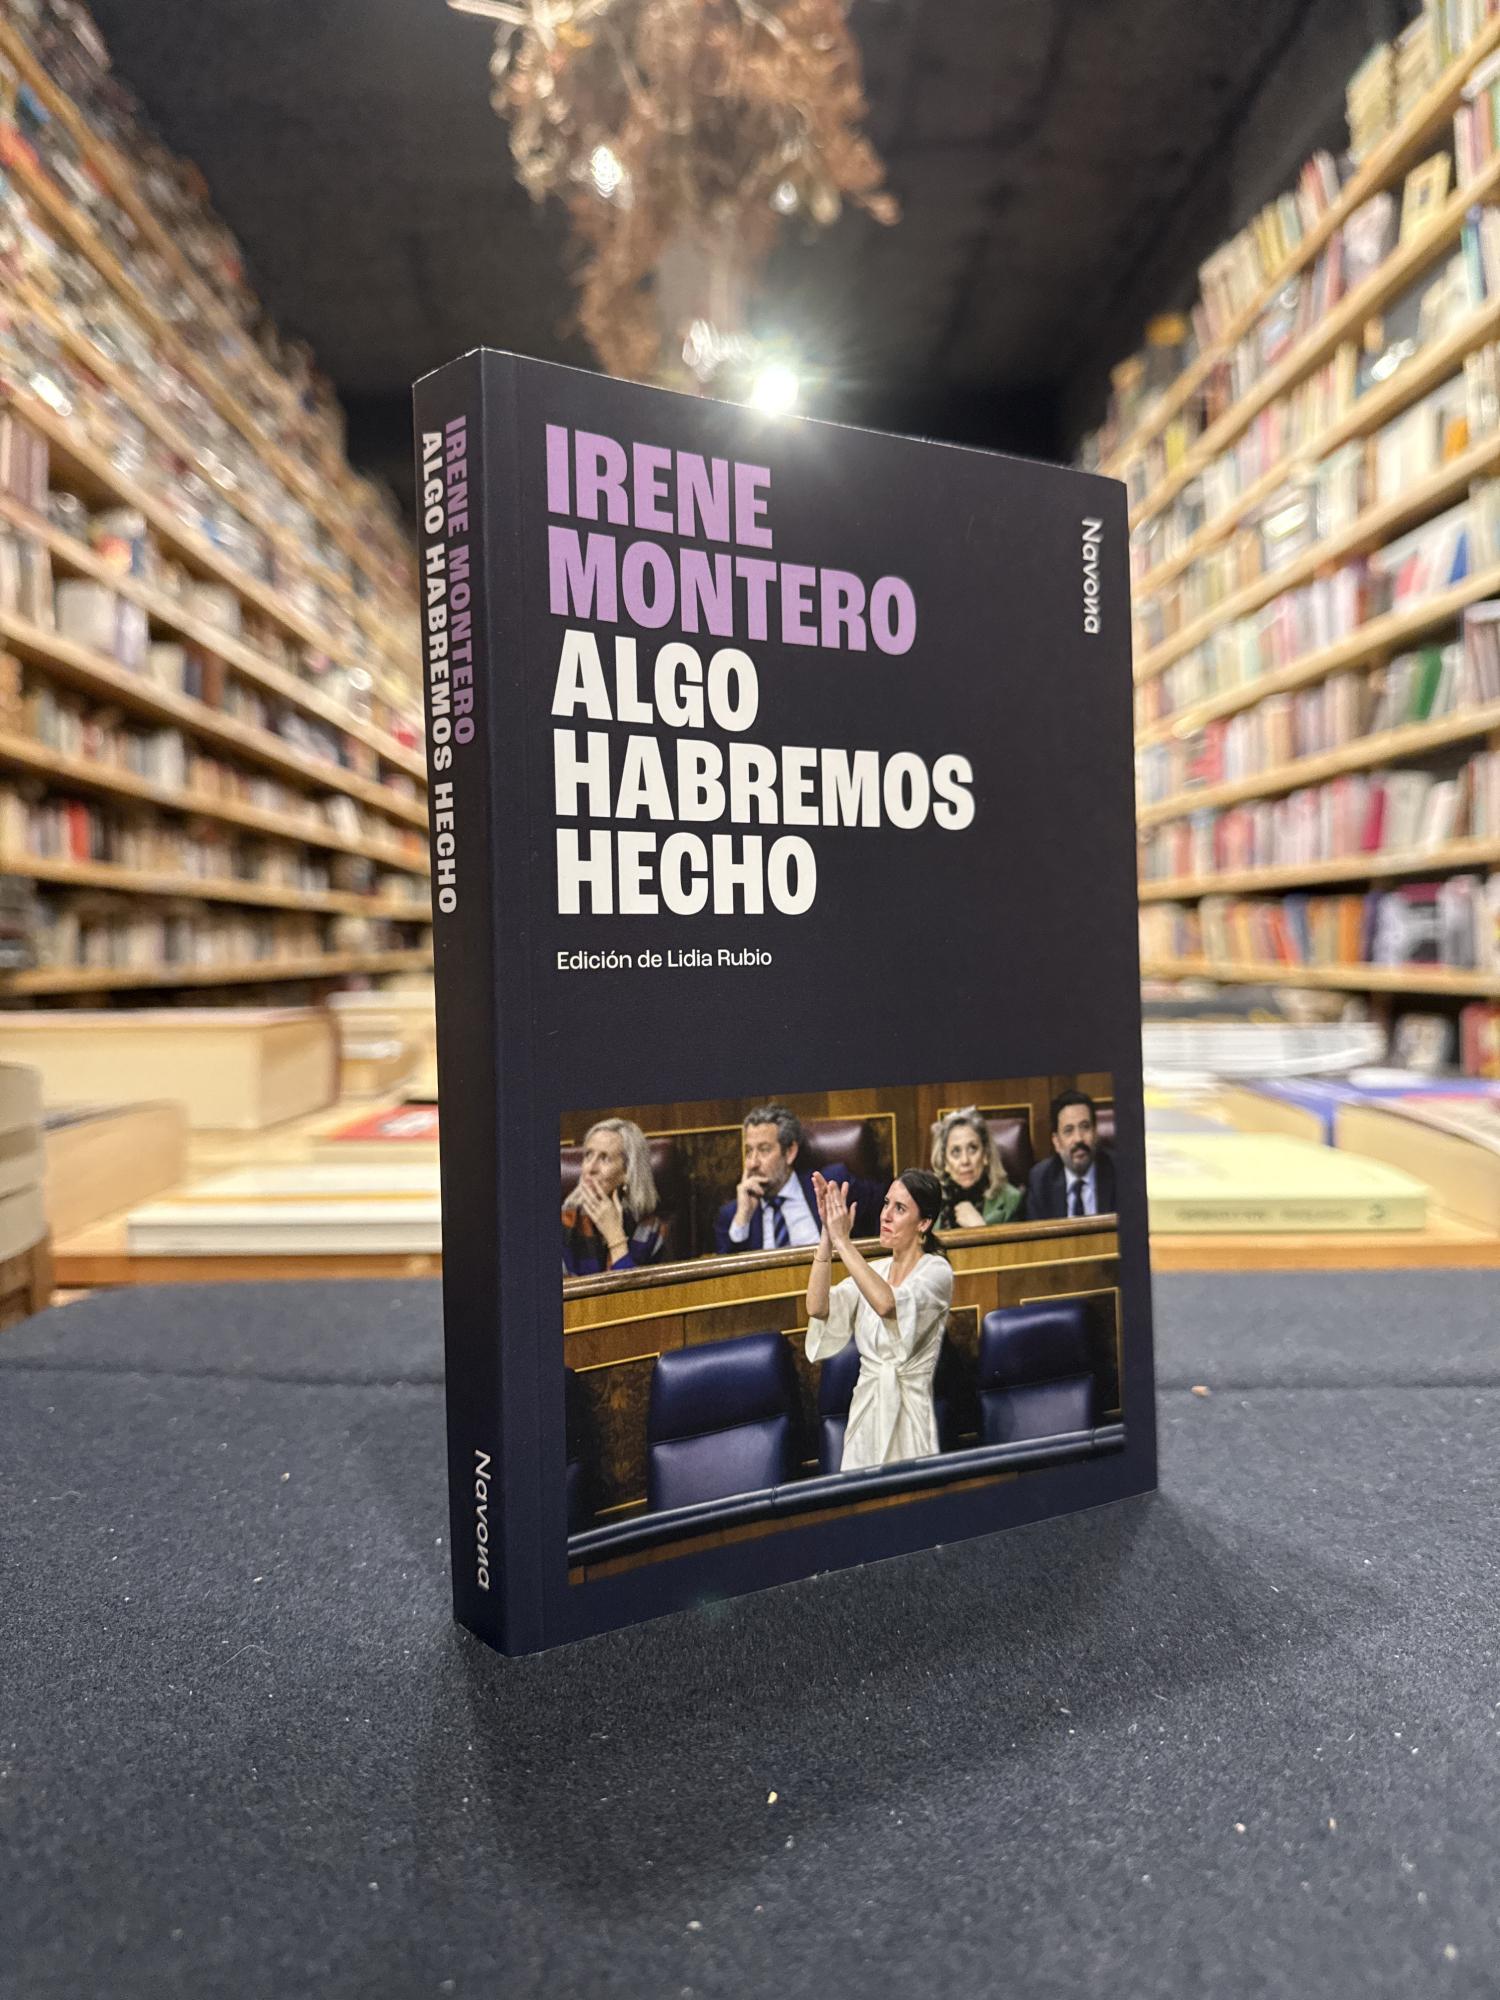 IRENE MONTERO
ALGO HABREMOS HECHO
Navona
IRENE
MONTERO
ALGO
HABREMOS
HECHO
Edición de Lidia Rubio
Navona